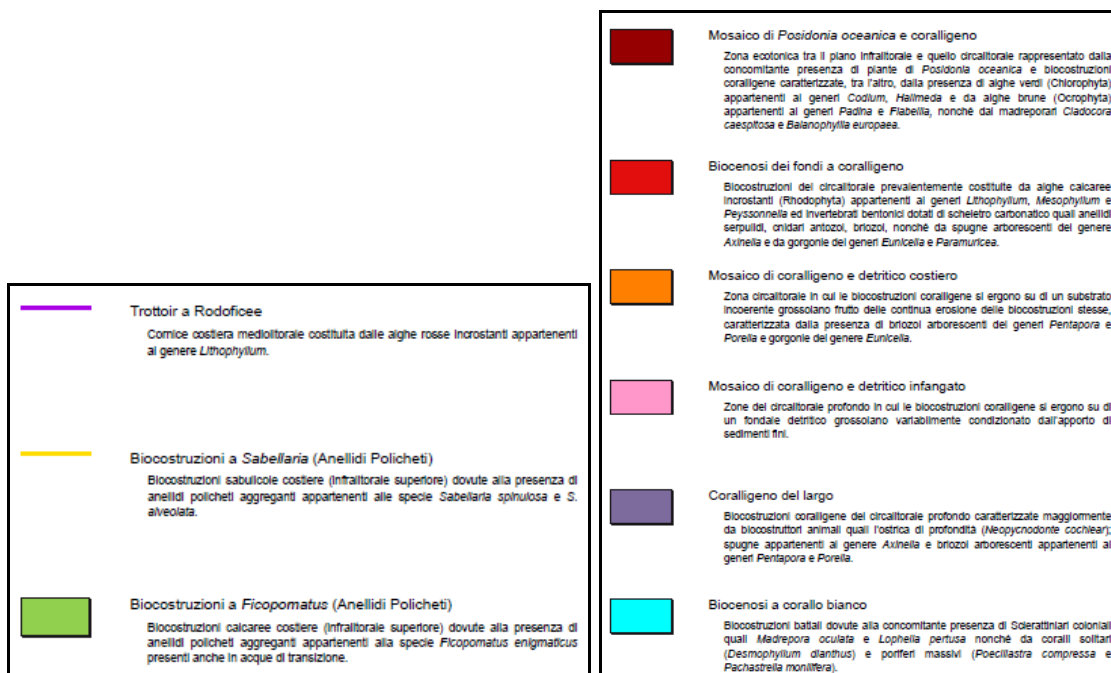 Trottoir a Rodoficee
Cornice costiera mediolitorale costituita dalle alghe rosse incrostanti appartenenti
al genere Lithophyllum.
Biocostruzioni a Sabellaria (Anellidi Policheti)
Biocostruzioni sabulicole costiere (infralitorale superiore) dovute alla presenza di
anellidi policheti aggreganti appartenenti alle specie Sabellaria spinulosa e S.
alveolata.
Biocostruzioni a Ficopomatus (Anellidi Policheti)
Biocostruzioni calcaree costiere (infralitorale superiore) dovute alla presenza di
anellidi policheti aggreganti appartenenti alla specie Ficopomatus enigmaticus
presenti anche in acque di transizione.
Mosaico di Posidonia oceanica e coralligeno
Zona ecotonica tra il piano infralitorale e quello circalitorale rappresentato dalla
concomitante presenza di piante di Posidonia oceanica e biocostruzioni
coralligene caratterizzate, tra l'altro, dalla presenza di alghe verdi (Chlorophyta)
appartenenti ai generi Codium, Halimeda e da alghe brune (Ocrophyta)
appartenenti ai generi Padina e Flabellia, nonchè dai madreporari Cladocora
caespitosa e Balanophyllia europaea.
Biocenosi dei fondi a coralligeno
Biocostruzioni del circalitorale prevalentemente costituite da alghe calcaree
incrostanti (Rhodophyta) appartenenti ai generi Lithophyllum, Mesophyllum e
Peyssonnelia ed invertebrati bentonici dotati di scheletro carbonatico quali anellidi
serpulidi, cnidari antozoi, briozoi, nonchè da spugne arborescenti del genere
Axinella e da gorgonie dei generi Eunicella e Paramuricea.
Mosaico di coralligeno e detritico costiero
Zona circalitorale in cui le biocostruzioni coralligene si ergono su di un substrato
incoerente grossolano frutto delle continua erosione delle biocostruzioni stesse,
caratterizzata dalla presenza di briozoi arborescenti dei generi Pentapora e
Porella e gorgonie del genere Eunicella.
Mosaico di coralligeno e detritico infangato
Zone del circalitorale profondo in cui le biocostruzioni coralligene si ergono su di
un fondale detritico grossolano variabilmente condizionato dall'apporto di
sedimenti fini.
Coralligeno del largo
Biocostruzioni coralligene del circalitorale profondo caratterizzate maggiormente
da biocostruttori animali quali l'ostrica di profondità (Neopycnodonte cochlear);
spugne appartenenti al genere Axinella e briozoi arborescenti appartenenti ai
generi Pentapora e Porella.
Biocenosi a corallo bianco
Biocostruzioni batiali dovute alla concomitante presenza di Sclerattiniari coloniali
quali Madrepora oculata e Lophelia pertusa nonchè da coralli solitari
(Desmophyllum dianthus) e poriferi massivi (Poecillastra compressa e
Pachastrella monilifera).